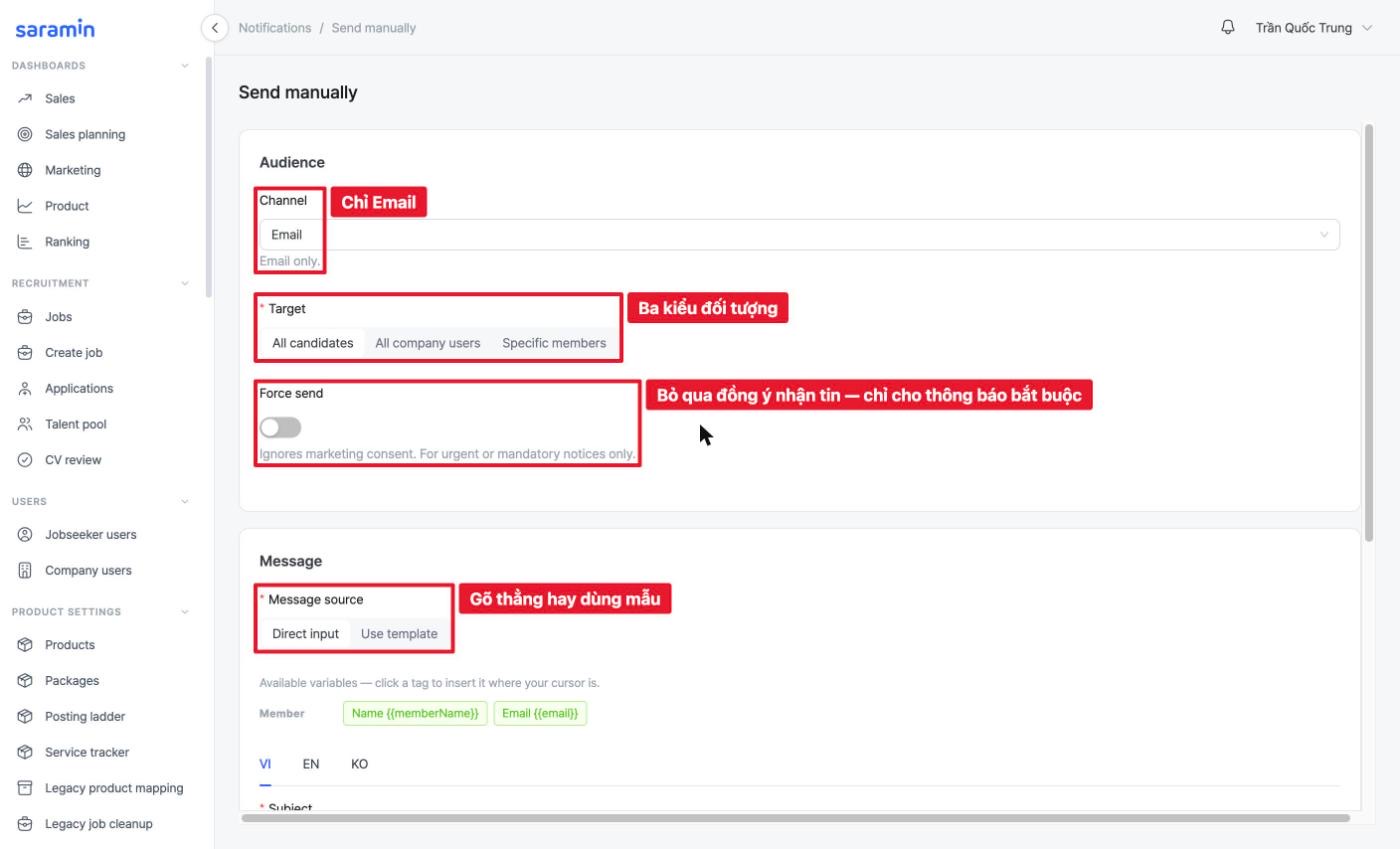 saramin
Notifications / Send manually
Trần Quốc Trung
DASHBOARDS
Sales
Sales planning
Marketing
Product
Ranking
RECRUITMENT
Jobs
Create job
Applications
Talent pool
CV review
USERS
Jobseeker users
Company users
PRODUCT SETTINGS
Products
Packages
Posting ladder
Service tracker
Legacy product mapping
Legacy job cleanup
Send manually
Audience
Channel
Chỉ Email
Email
Email only.
* Target
Ba kiểu đối tượng
All candidates All company users Specific members
Force send
Bỏ qua đồng ý nhận tin — chỉ cho thông báo bắt buộc
Ignores marketing consent. For urgent or mandatory notices only.
Message
* Message source
Gõ thẳng hay dùng mẫu
Direct input Use template
Available variables — click a tag to insert it where your cursor is.
Member Name {{memberName}} Email {{email}}
VI EN KO
* Subject